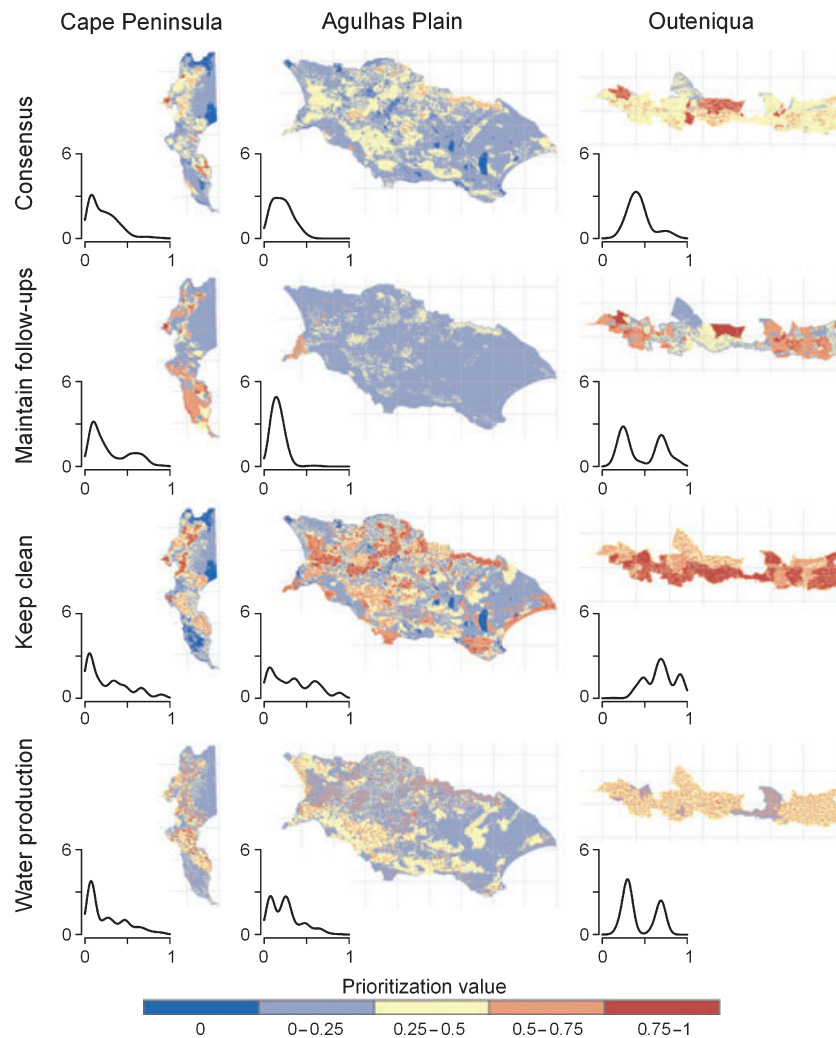 Cape Peninsula Agulhas Plain Outeniqua
Consensus
6 6 6
0 0 0
0 1 0 1 0 1
Maintain follow-ups
6 6 6
0 0 0
0 1 0 1 0 1
Keep clean
6 6 6
0 0 0
0 1 0 1 0 1
Water production
6 6 6
0 0 0
0 1 0 1 0 1
Prioritization value
0 0–0.25 0.25–0.5 0.5–0.75 0.75–1